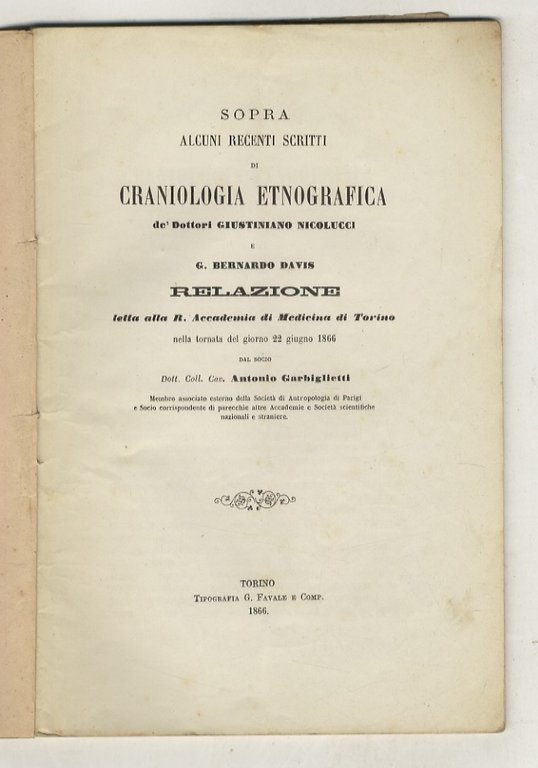 SOPRA
ALCUNI RECENTI SCRITTI
DI
CRANIOLOGIA ETNOGRAFICA
de' Dottori GIUSTINIANO NICOLUCCI
E
G. BERNARDO DAVIS
RELAZIONE
letta alla R. Accademia di Medicina di Torino
nella tornata del giorno 22 giugno 1866
DAL SOCIO
Dott. Coll. Cav. Antonio Garbiglietti
Membro associato esterno della Società di Antropologia di Parigi
e Socio corrispondente di parecchie altre Accademie e Società scientifiche
nazionali e straniere.
TORINO
TIPOGRAFIA G. FAVALE E COMP.
1866.